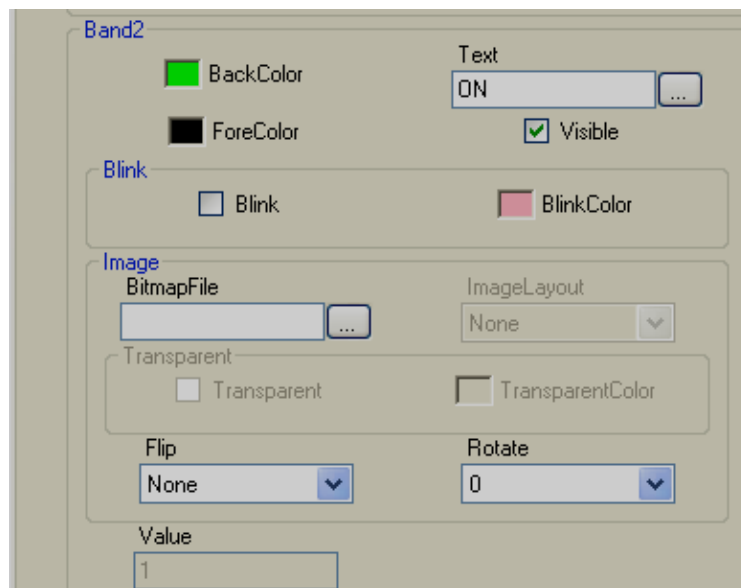 Band2
BackColor
Text
ON
...
ForeColor
Visible
Blink
Blink
BlinkColor
Image
BitmapFile
...
ImageLayout
None
Transparent
Transparent
TransparentColor
Flip
None
Rotate
0
Value
1